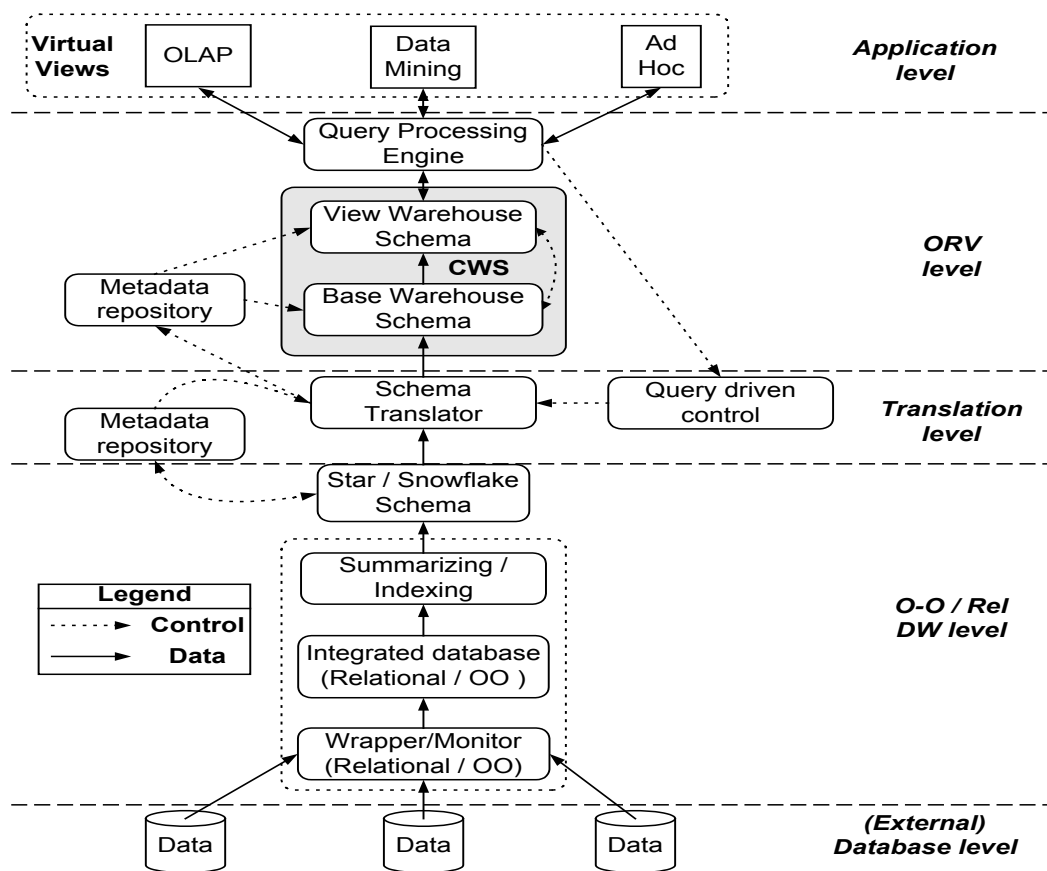 Virtual
Views
OLAP
Data
Mining
Ad
Hoc
Application
level
Query Processing
Engine
View Warehouse
Schema
CWS
ORV
level
Metadata
repository
Base Warehouse
Schema
Schema
Translator
Query driven
control
Translation
level
Metadata
repository
Star / Snowflake
Schema
Summarizing /
Indexing
Legend
Control
Data
O-O / Rel
DW level
Integrated database
(Relational / OO )
Wrapper/Monitor
(Relational / OO)
Data
Data
Data
(External)
Database level